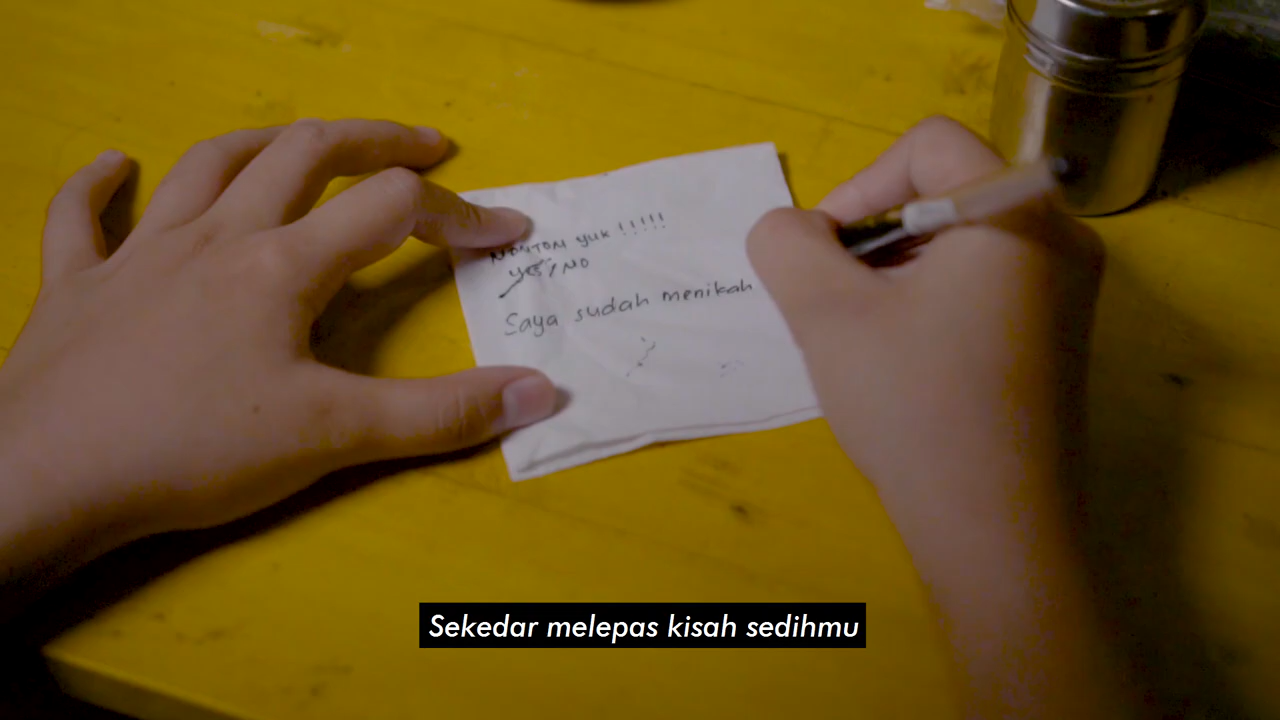 NONTON yuk !!!!!
YES / NO
Saya sudah menikah
Sekedar melepas kisah sedihmu